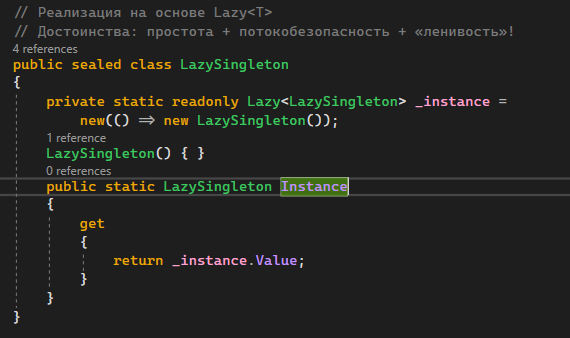 // Реализация на основе Lazy<T>
// Достоинства: простота + потокобезопасность + «ленивость»!
4 references
public sealed class LazySingleton
{
    private static readonly Lazy<LazySingleton> _instance =
        new(() => new LazySingleton());
    1 reference
    LazySingleton() { }
    0 references
    public static LazySingleton Instance
    {
        get
        {
            return _instance.Value;
        }
    }
}